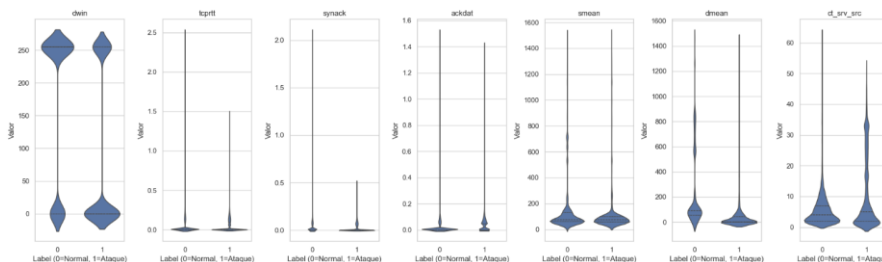 dwin
Valor
250
200
150
100
50
0
0 1
Label (0=Normal, 1=Ataque)
tcprtt
Valor
2.5
2.0
1.5
1.0
0.5
0.0
0 1
Label (0=Normal, 1=Ataque)
synack
Valor
2.0
1.5
1.0
0.5
0.0
0 1
Label (0=Normal, 1=Ataque)
ackdat
Valor
1.6
1.4
1.2
1.0
0.8
0.6
0.4
0.2
0.0
0 1
Label (0=Normal, 1=Ataque)
smean
Valor
1600
1400
1200
1000
800
600
400
200
0
0 1
Label (0=Normal, 1=Ataque)
dmean
Valor
1600
1400
1200
1000
800
600
400
200
0
0 1
Label (0=Normal, 1=Ataque)
ct_srv_src
Valor
60
50
40
30
20
10
0
0 1
Label (0=Normal, 1=Ataque)